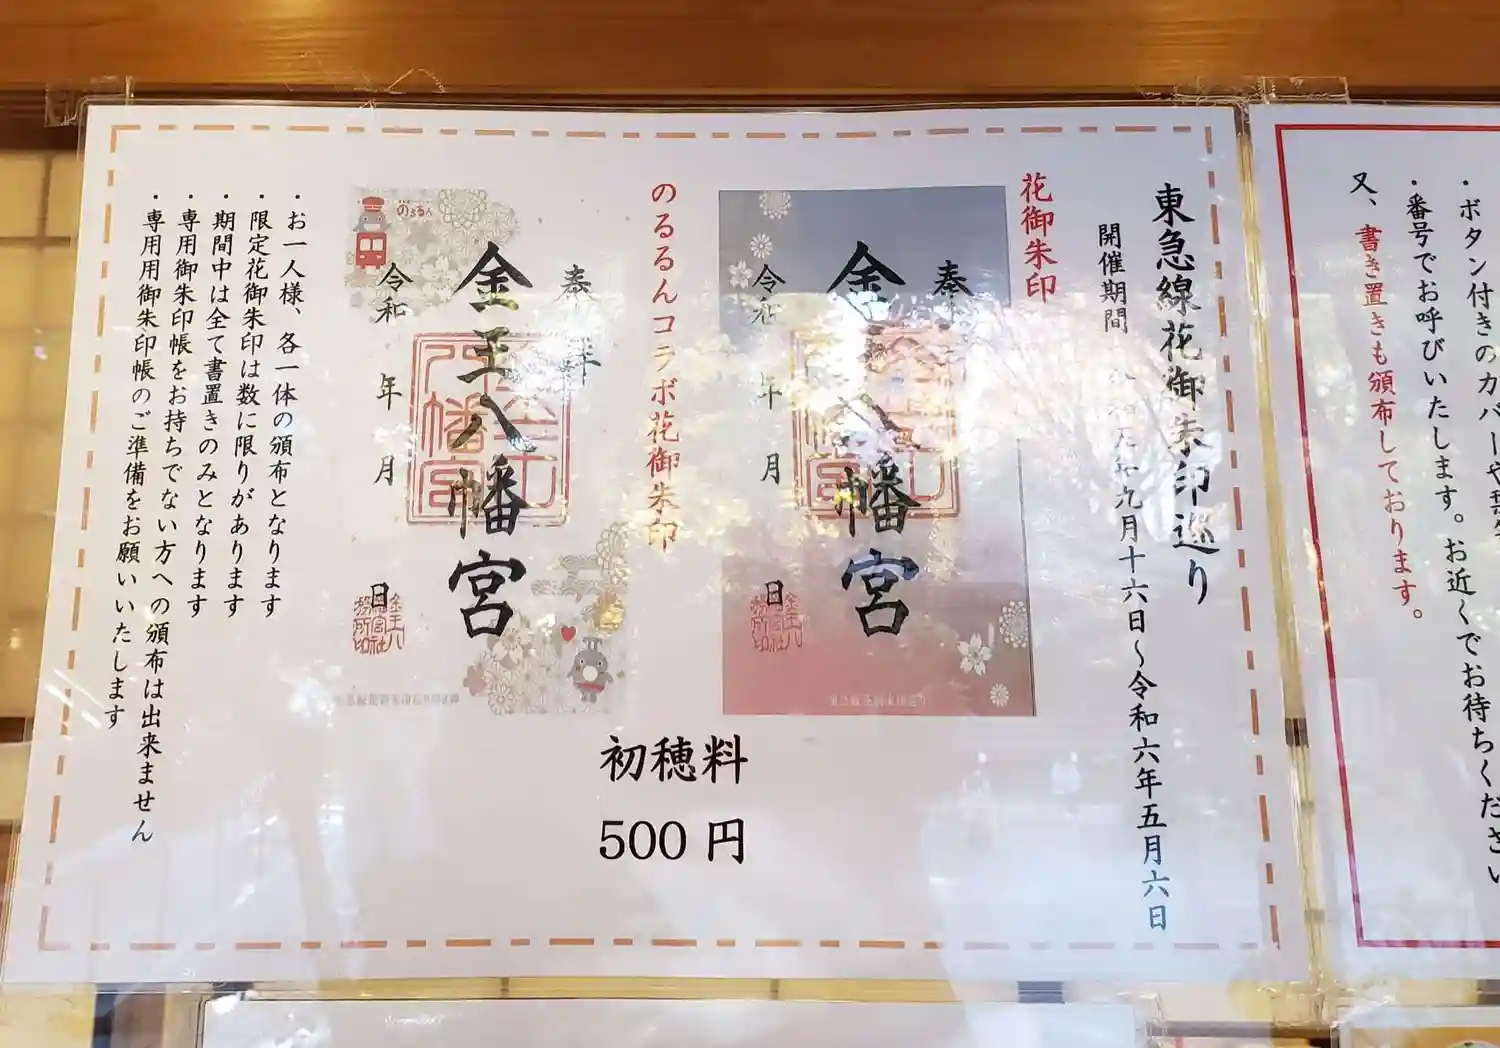 ・ボタン付きのカバーや
・番号でお呼びいたします。お近くでお待ちください
又、書き置きも頒布しております。
東急線花御朱印巡り
開催期間 年九月十六日～令和六年五月六日
花御朱印
奉
金 八幡宮
令和 年 月 日
のるるんコラボ花御朱印
のるるん
奉拝
金王八幡宮
令和 年 月 日
初穂料
500 円
・お一人様、各一体の頒布となります
・限定花御朱印は数に限りがあります
・期間中は全て書置きのみとなります
・専用御朱印帳をお持ちでない方への頒布は出来ません
・専用用御朱印帳のご準備をお願いいたします